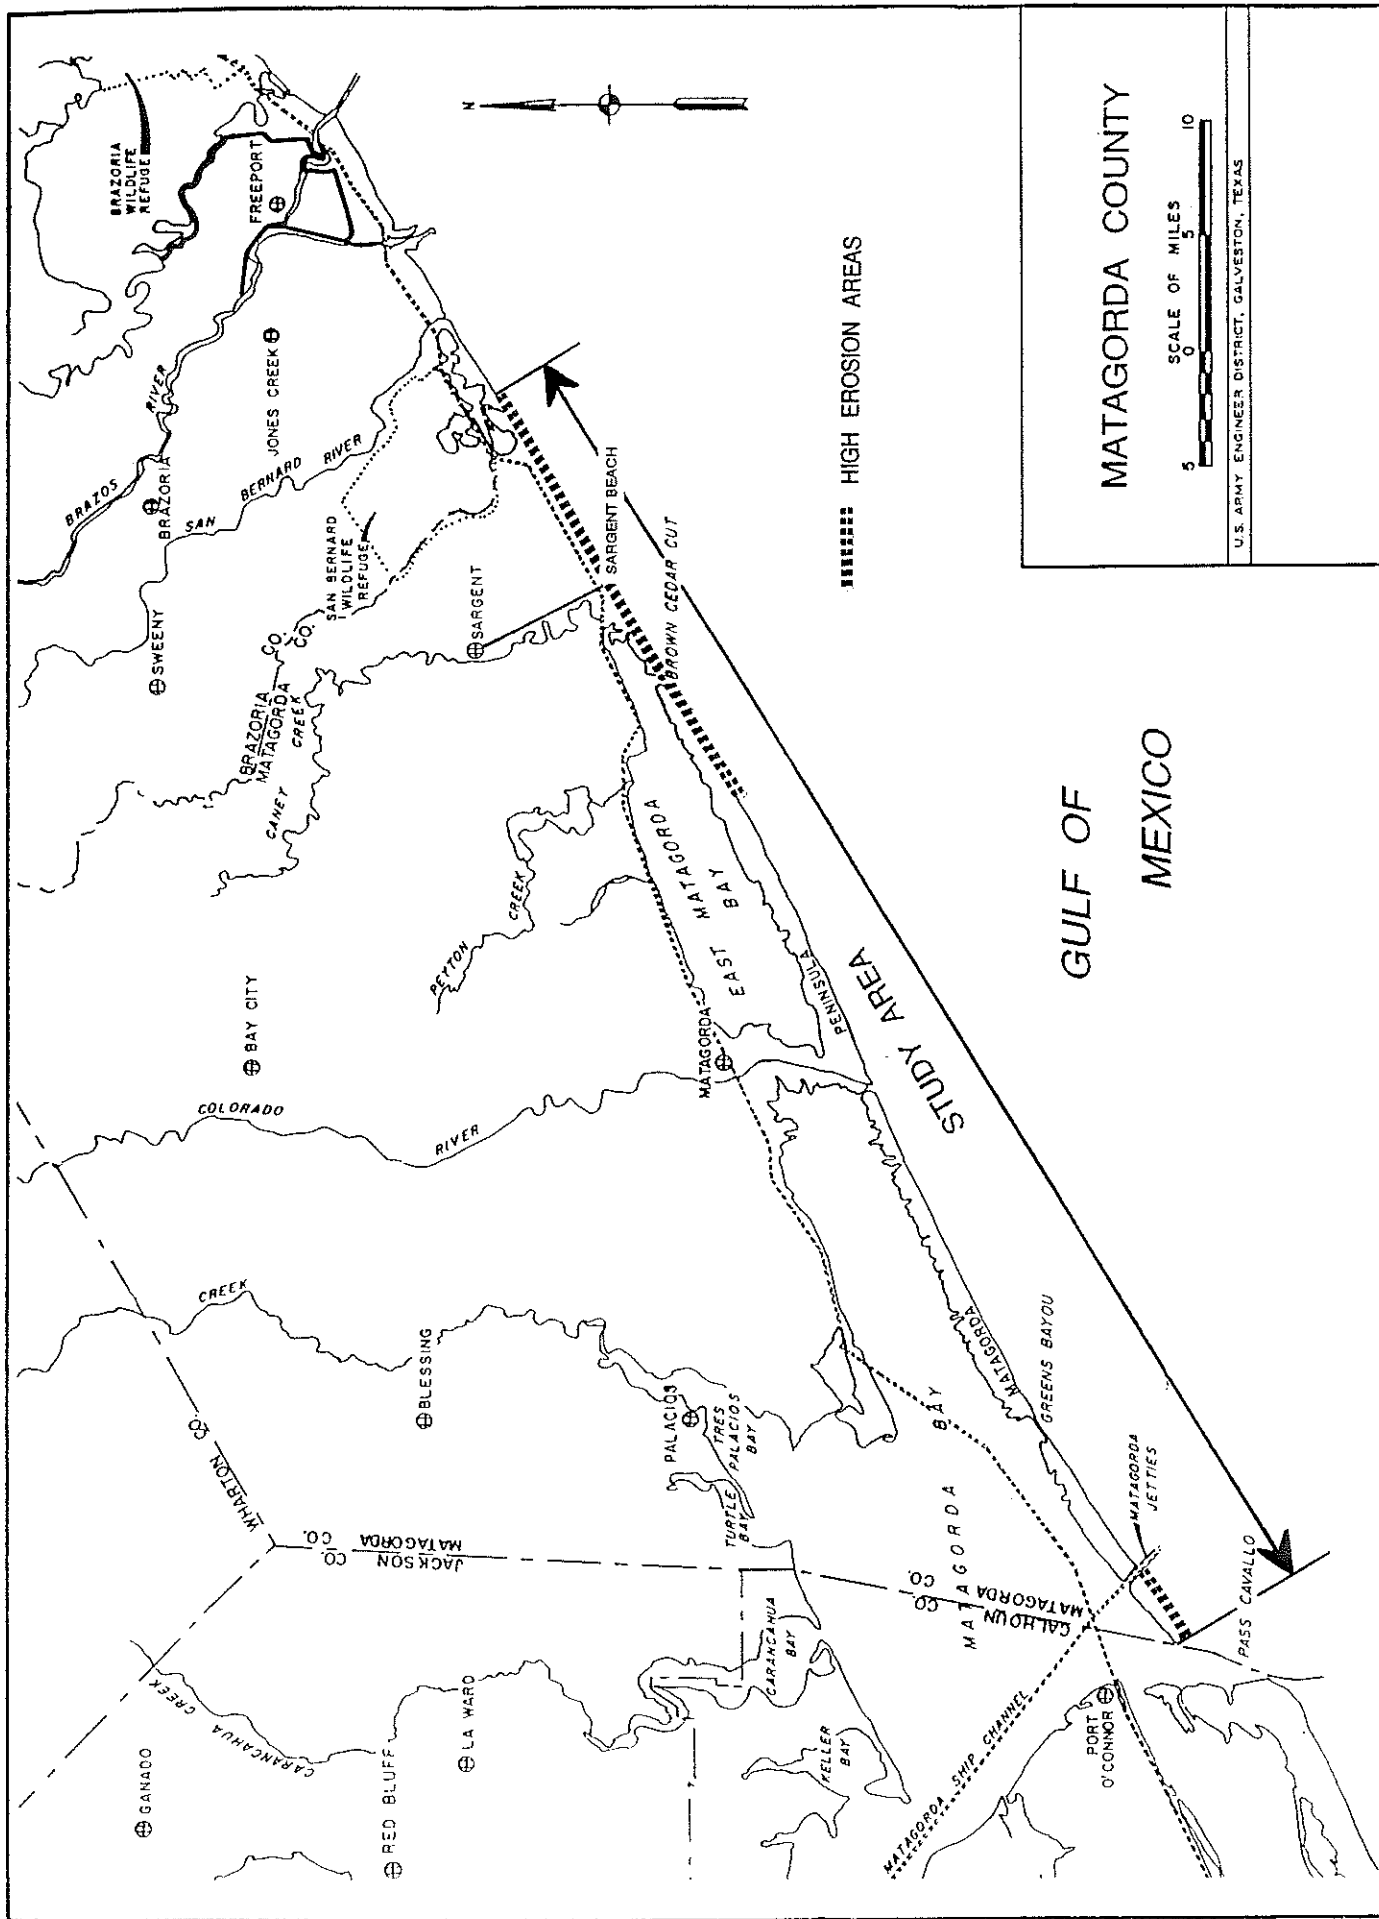 BRAZORIA
WILDLIFE
REFUGE
FREEPORT
N
BRAZOS
RIVER
BRAZORIA
JONES CREEK
SAN
BERNARD
RIVER
SWEENY
SAN BERNARD
WILDLIFE
REFUGE
SARGENT
SARGENT BEACH
BROWN CEDAR CUT
BRAZORIA CO.
MATAGORDA CO.
CANEY
CREEK
PEYTON
CREEK
BAY CITY
COLORADO
RIVER
MATAGORDA
EAST MATAGORDA
BAY
PENINSULA
STUDY AREA
HIGH EROSION AREAS
GULF OF
MEXICO
CREEK
BLESSING
WHARTON CO.
JACKSON CO.
MATAGORDA CO.
PALACIOS
TRES
PALACIOS
BAY
TURTLE
BAY
MATAGORDA
GREENS BAYOU
MATAGORDA
BAY
MATAGORDA
JETTIES
CALHOUN CO.
MATAGORDA CO.
PASS CAVALLO
GANADO
CARANCAHUA CREEK
RED BLUFF
LA WARD
CARANCAHUA
BAY
KELLER
BAY
MATAGORDA SHIP CHANNEL
PORT
O'CONNOR
MATAGORDA COUNTY
SCALE OF MILES
5 0 5 10
U.S. ARMY ENGINEER DISTRICT, GALVESTON, TEXAS